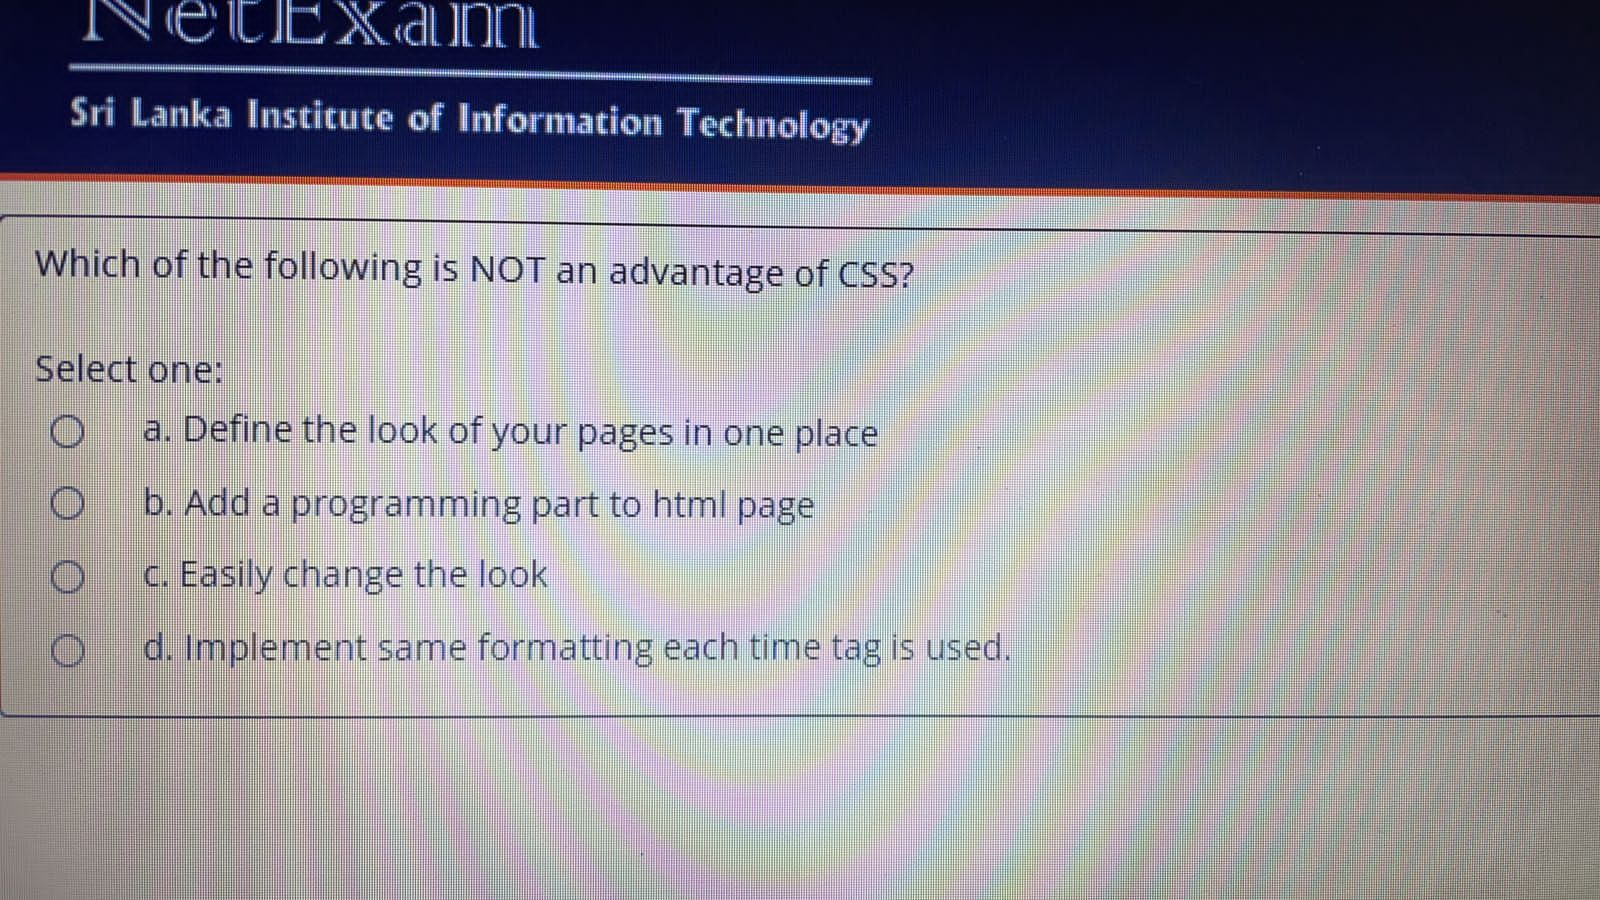 NetExam
Sri Lanka Institute of Information Technology
Which of the following is NOT an advantage of CSS?
Select one:
a. Define the look of your pages in one place
b. Add a programming part to html page
c. Easily change the look
d. Implement same formatting each time tag is used.